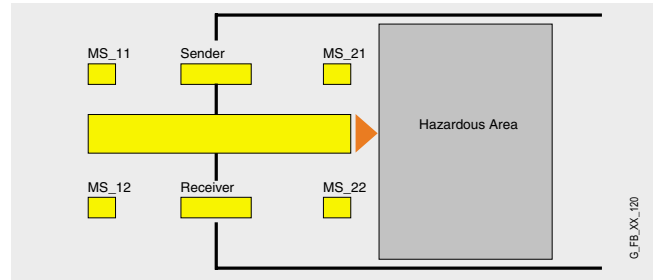 MS_11 Sender MS_21
Hazardous Area
MS_12 Receiver MS_22
G_FB_XX_120